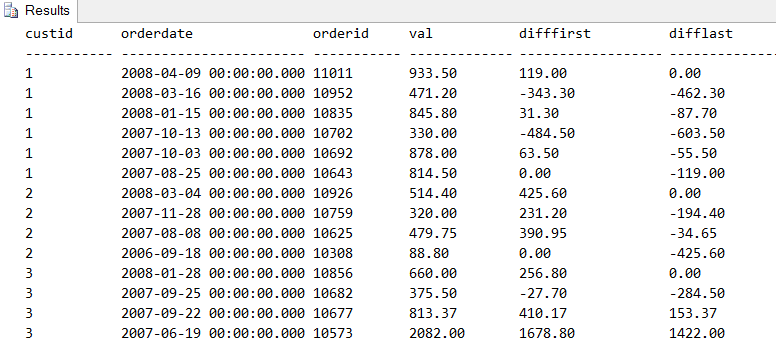 Results
custid orderdate orderid val difffirst difflast
----------- ----------------------- ----------- ------------- ------------------ -------------
1 2008-04-09 00:00:00.000 11011 933.50 119.00 0.00
1 2008-03-16 00:00:00.000 10952 471.20 -343.30 -462.30
1 2008-01-15 00:00:00.000 10835 845.80 31.30 -87.70
1 2007-10-13 00:00:00.000 10702 330.00 -484.50 -603.50
1 2007-10-03 00:00:00.000 10692 878.00 63.50 -55.50
1 2007-08-25 00:00:00.000 10643 814.50 0.00 -119.00
2 2008-03-04 00:00:00.000 10926 514.40 425.60 0.00
2 2007-11-28 00:00:00.000 10759 320.00 231.20 -194.40
2 2007-08-08 00:00:00.000 10625 479.75 390.95 -34.65
2 2006-09-18 00:00:00.000 10308 88.80 0.00 -425.60
3 2008-01-28 00:00:00.000 10856 660.00 256.80 0.00
3 2007-09-25 00:00:00.000 10682 375.50 -27.70 -284.50
3 2007-09-22 00:00:00.000 10677 813.37 410.17 153.37
3 2007-06-19 00:00:00.000 10573 2082.00 1678.80 1422.00